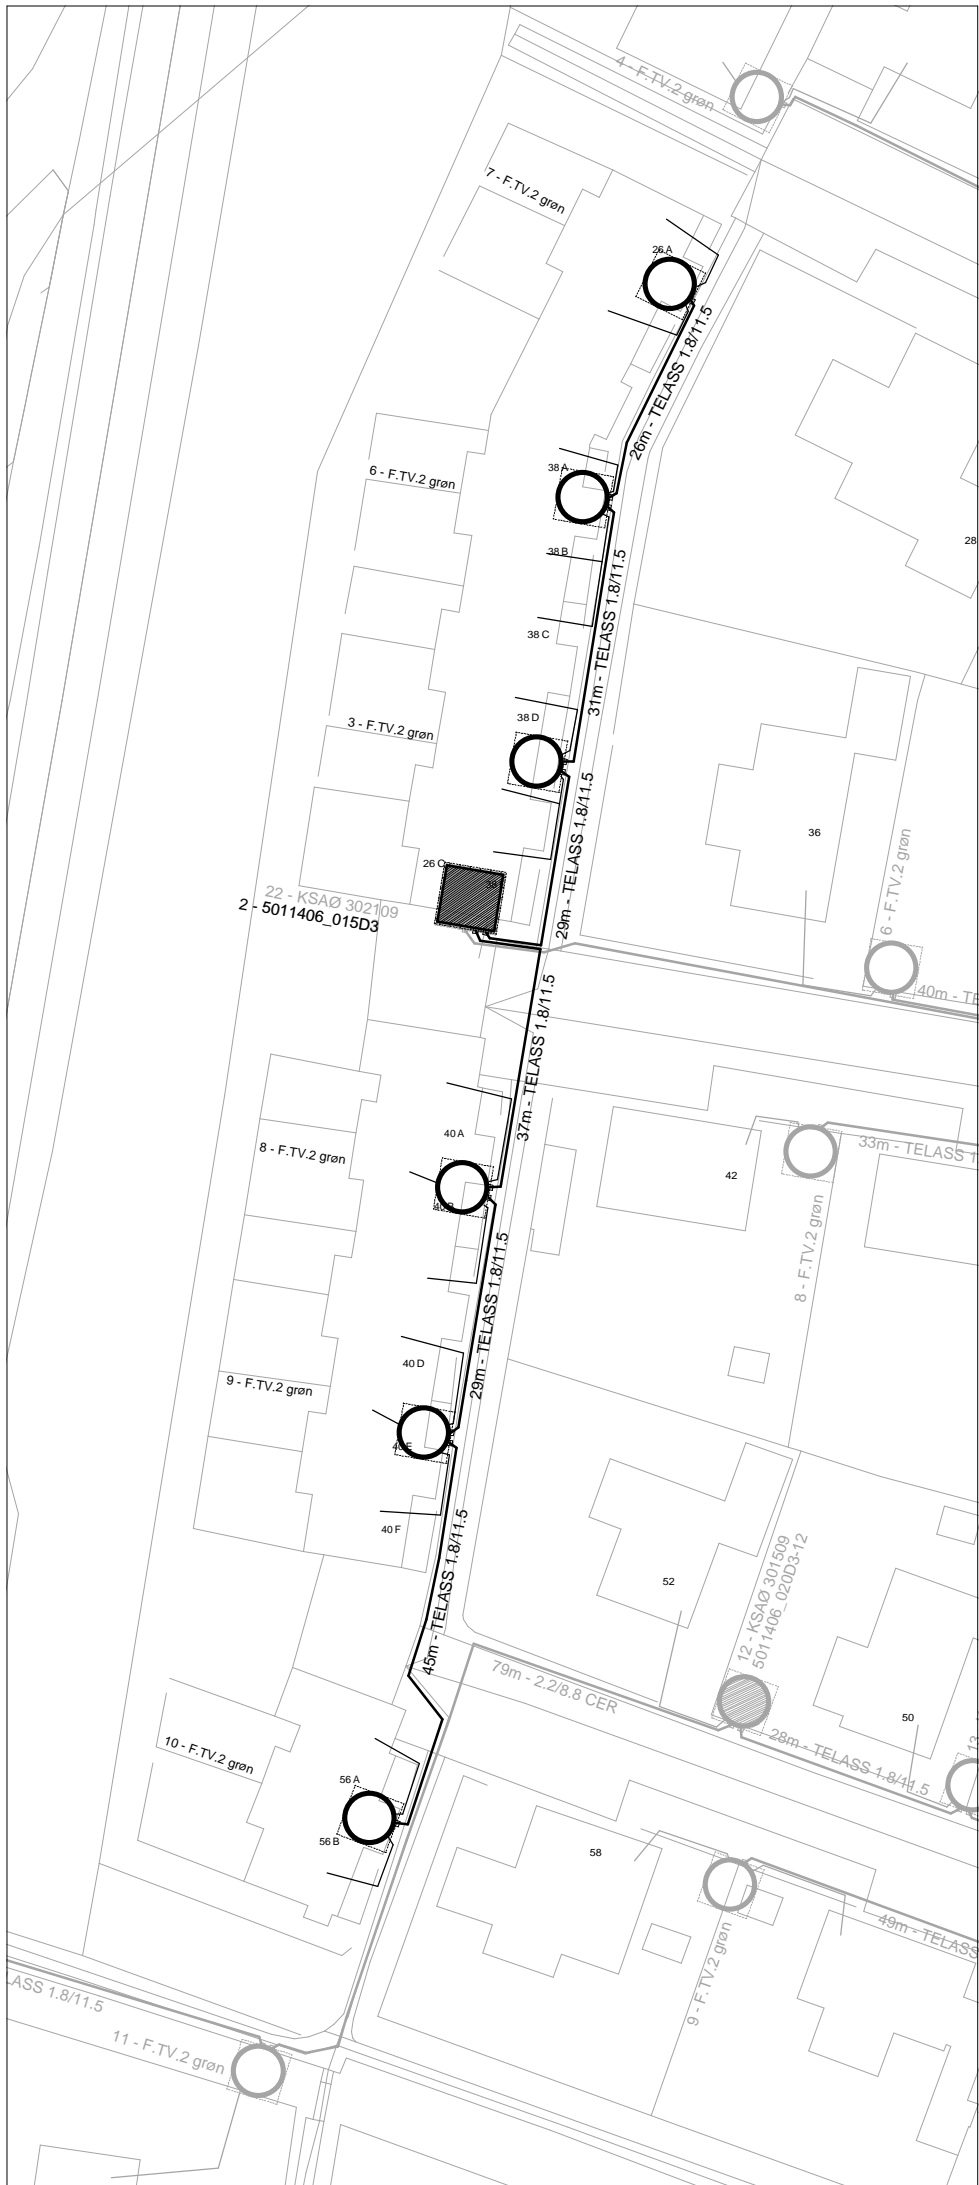 4 - F.TV.2 grøn
7 - F.TV.2 grøn
26 A
26m - TELASS 1.8/11.5
38 A
6 - F.TV.2 grøn
28
38 B
38 C
31m - TELASS 1.8/11.5
38 D
3 - F.TV.2 grøn
36
29m - TELASS 1.8/11.5
26 C
22 - KSAØ 302109
2 - 5011406_015D3
6 - F.TV.2 grøn
40m - TE
37m - TELASS 1.8/11.5
40 A
8 - F.TV.2 grøn
33m - TELASS 1.
42
40 B
8 - F.TV.2 grøn
29m - TELASS 1.8/11.5
40 D
9 - F.TV.2 grøn
40 E
40 F
45m - TELASS 1.8/11.5
52
12 - KSAØ 301509
5011406_020D3-12
79m - 2.2/8.8 CER
50
28m - TELASS 1.8/11.5
13
10 - F.TV.2 grøn
56 A
56 B
58
49m - TELASS
9 - F.TV.2 grøn
LASS 1.8/11.5
11 - F.TV.2 grøn